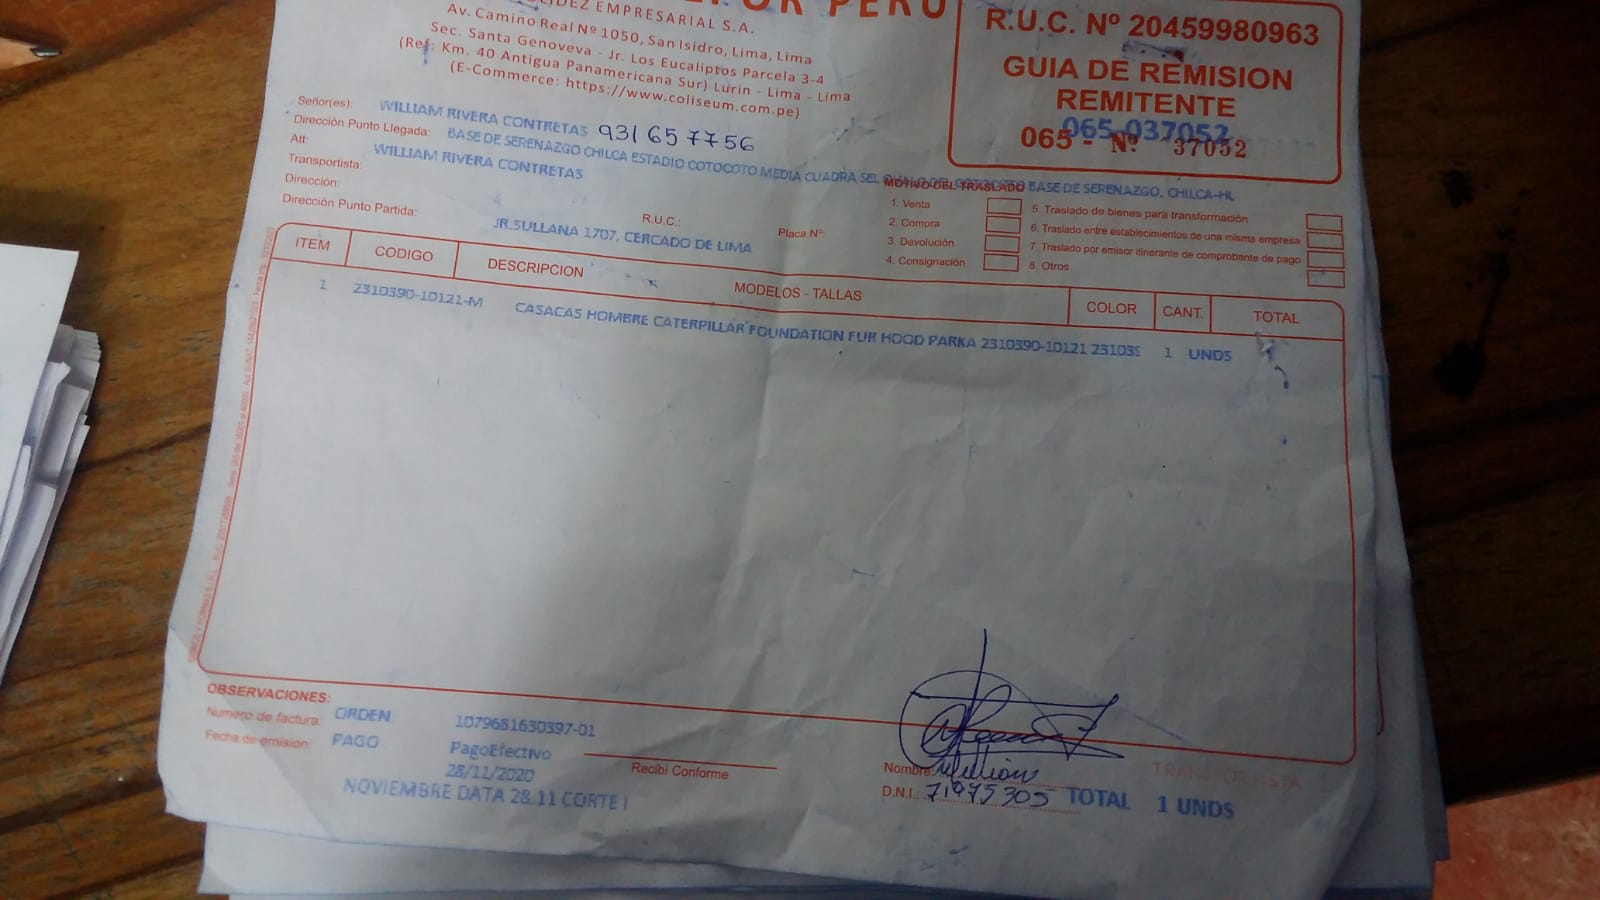 PERU
EMPRESARIAL S.A.
Av. Camino Real Nº 1050, San Isidro, Lima, Lima
Sec. Santa Genoveva - Jr. Los Eucaliptos Parcela 3-4
(Ref: Km. 40 Antigua Panamericana Sur) Lurin - Lima - Lima
(E-Commerce: https://www.coliseum.com.pe)
R.U.C. Nº 20459980963
GUIA DE REMISION
REMITENTE
065-037052
065 - Nº 37052
Señor(es): WILLIAM RIVERA CONTRETAS 931 657756
Dirección Punto Llegada: BASE DE SERENAZGO CHILCA ESTADIO COTOCOTO MEDIA CUADRA, SEL BASE DE SERENAZGO, CHILCA-HL
Att: WILLIAM RIVERA CONTRETAS
Transportista:
Dirección: R.U.C.: Placa Nº:
Dirección Punto Partida: JR.SULLANA 1707, CERCADO DE LIMA
MOTIVO DEL TRASLADO
1. Venta
2. Compra
3. Devolución
4. Consignación
5. Traslado de bienes para transformación
6. Traslado entre establecimientos de una misma empresa
7. Traslado por emisor itinerante de comprobante de pago
8. Otros
ITEM CODIGO DESCRIPCION MODELOS - TALLAS COLOR CANT. TOTAL
1 2310390-10121-M CASACAS HOMBRE CATERPILLAR FOUNDATION FUR HOOD PARKA 2310390-10121 231039 1 UNDS
OBSERVACIONES:
Numero de factura: ORDEN: 1079681630397-01
Fecha de emision: PAGO PagoEfectivo
28/11/2020
NOVIEMBRE DATA 28.11 CORTE I
Recibí Conforme
Nombre: William
D.N.I.: 71975305
TRANSPORTISTA
TOTAL 1 UNDS